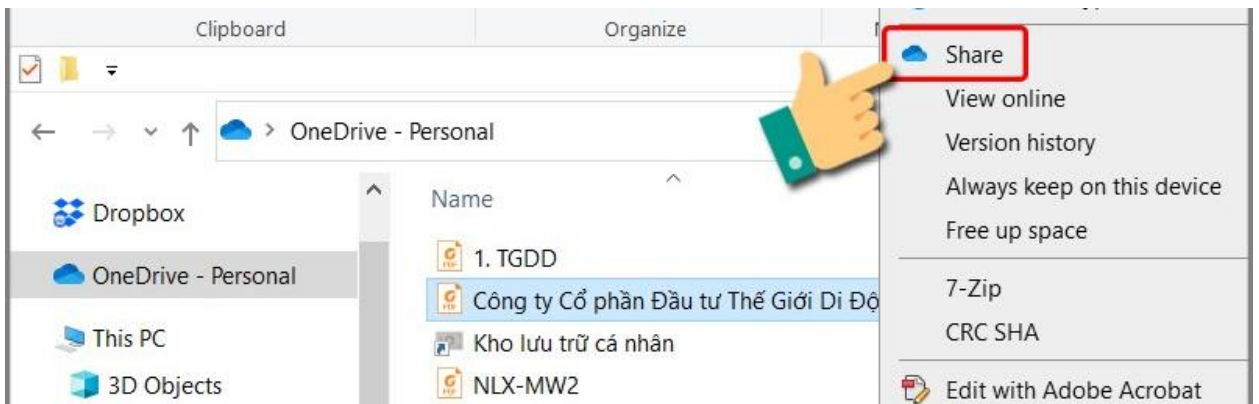 Clipboard
Organize
Share
View online
Version history
Always keep on this device
Free up space
7-Zip
CRC SHA
Edit with Adobe Acrobat
OneDrive - Personal
Dropbox
OneDrive - Personal
This PC
3D Objects
Name
1. TGDD
Công ty Cổ phần Đầu tư Thế Giới Di Độ
Kho lưu trữ cá nhân
NLX-MW2